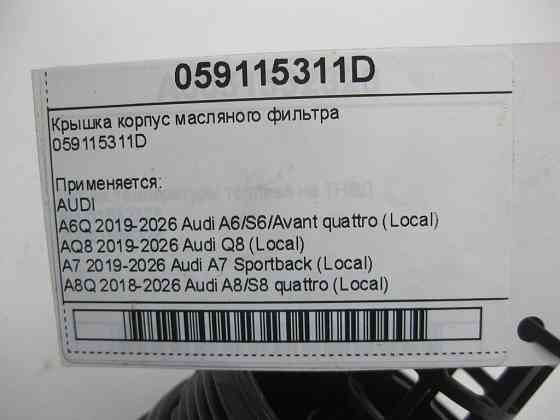 059115311D
Крышка корпус масляного фильтра
059115311D
Применяется:
AUDI
A6Q 2019-2026 Audi A6/S6/Avant quattro (Local)
AQ8 2019-2026 Audi Q8 (Local)
A7 2019-2026 Audi A7 Sportback (Local)
A8Q 2018-2026 Audi A8/S8 quattro (Local)